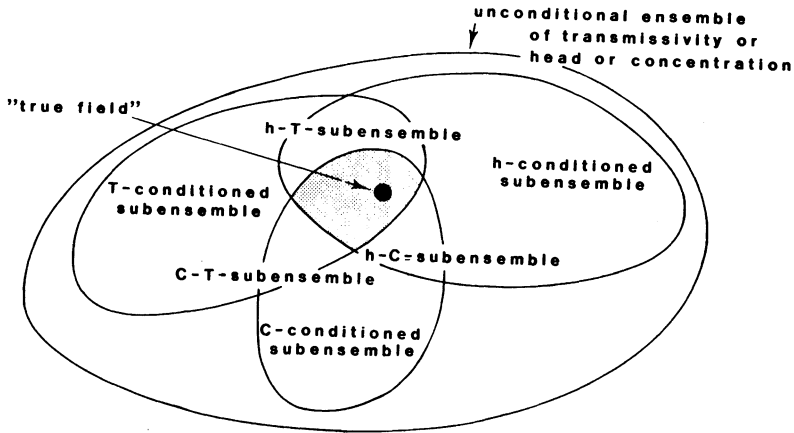 unconditional ensemble
of transmissivity or
head or concentration
"true field"
h-T-subensemble
h-conditioned
subensemble
T-conditioned
subensemble
h-C-subensemble
C-T-subensemble
C-conditioned
subensemble